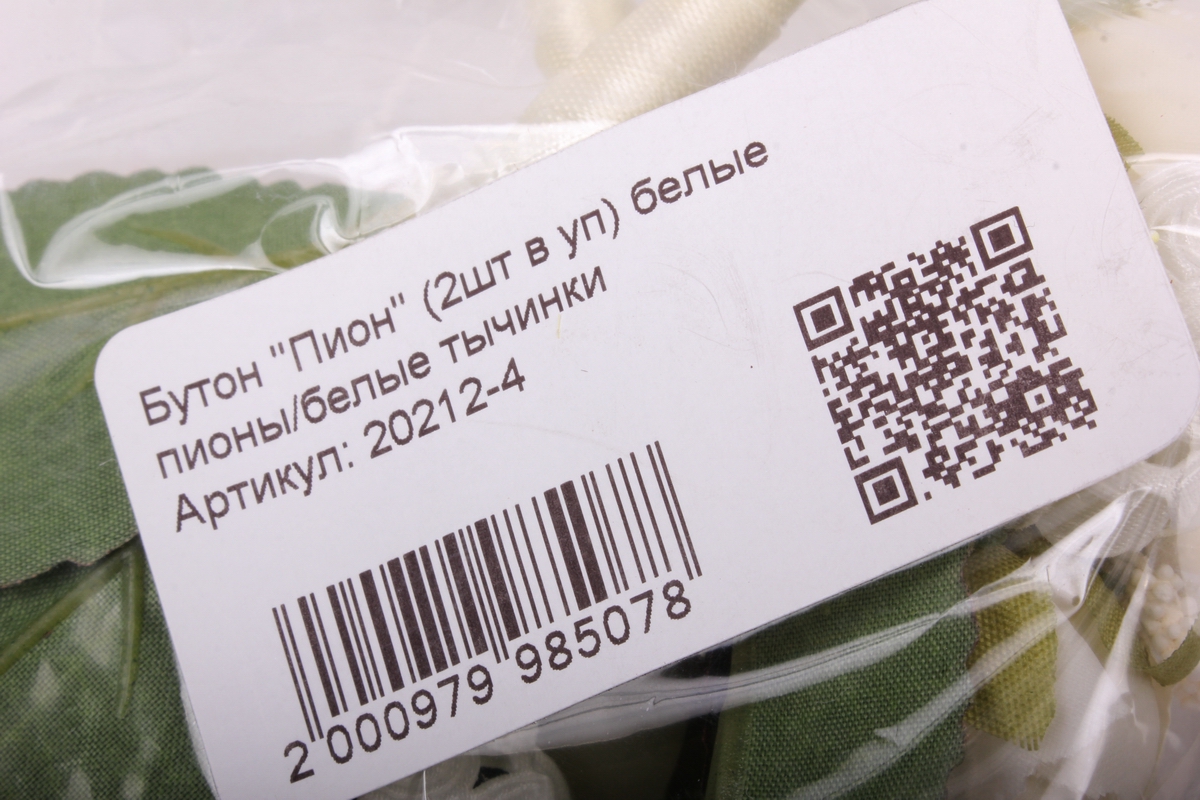 Бутон "Пион" (2шт в уп) белые
пионы/белые тычинки
Артикул: 20212-4
2 000979 985078